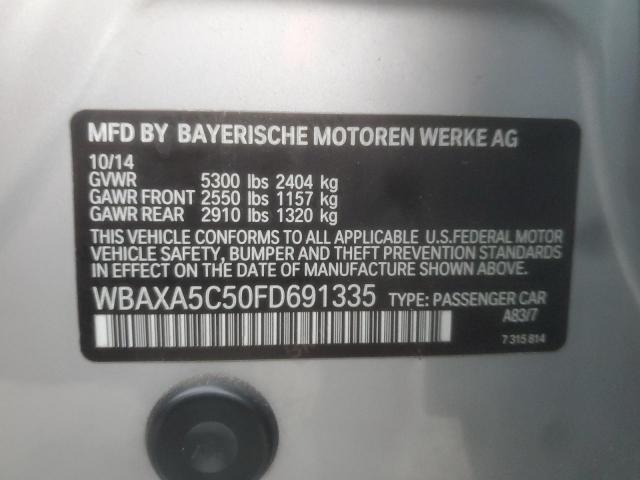 MFD BY BAYERISCHE MOTOREN WERKE AG
10/14
GVWR 5300 lbs 2404 kg
GAWR FRONT 2550 lbs 1157 kg
GAWR REAR 2910 lbs 1320 kg
THIS VEHICLE CONFORMS TO ALL APPLICABLE U.S.FEDERAL MOTOR
VEHICLE SAFETY, BUMPER AND THEFT PREVENTION STANDARDS
IN EFFECT ON THE DATE OF MANUFACTURE SHOWN ABOVE.
WBAXA5C50FD691335 TYPE: PASSENGER CAR
A83/7
7 315 814